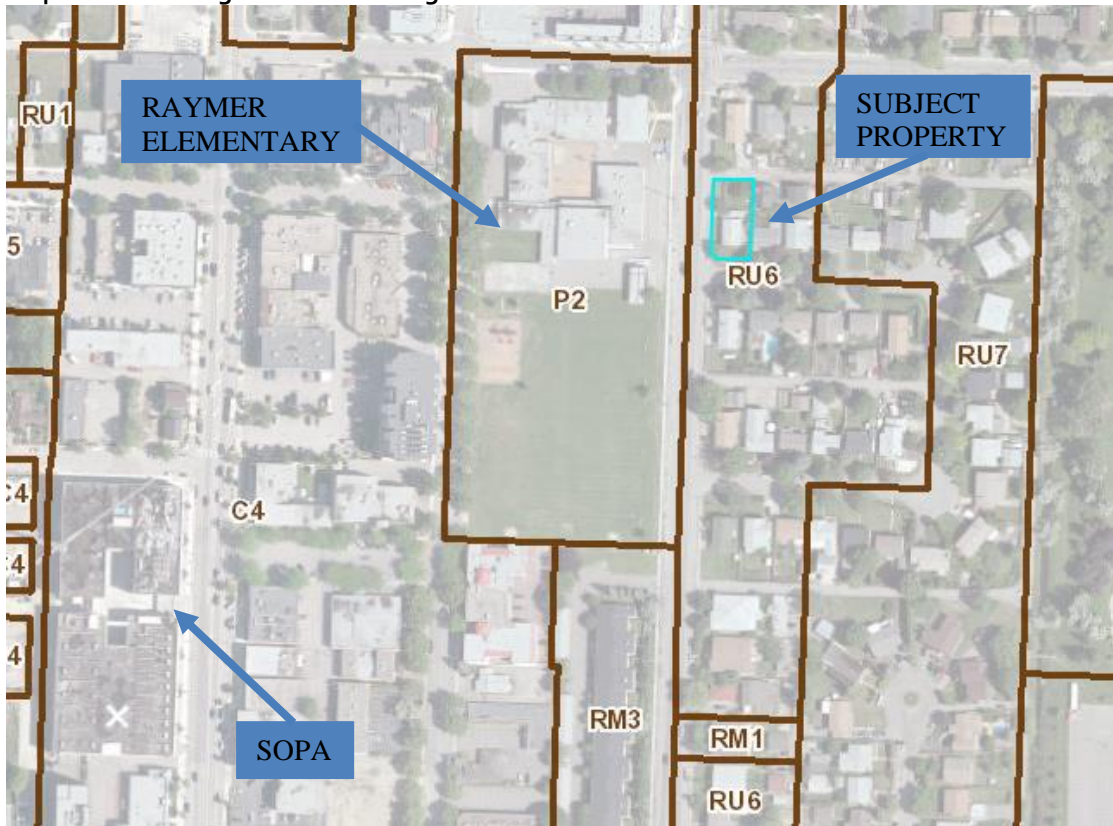 RU1
RAYMER
ELEMENTARY
SUBJECT
PROPERTY
5
RU6
P2
RU7
C4
C4
4
4
SOPA
RM3
RM1
RU6